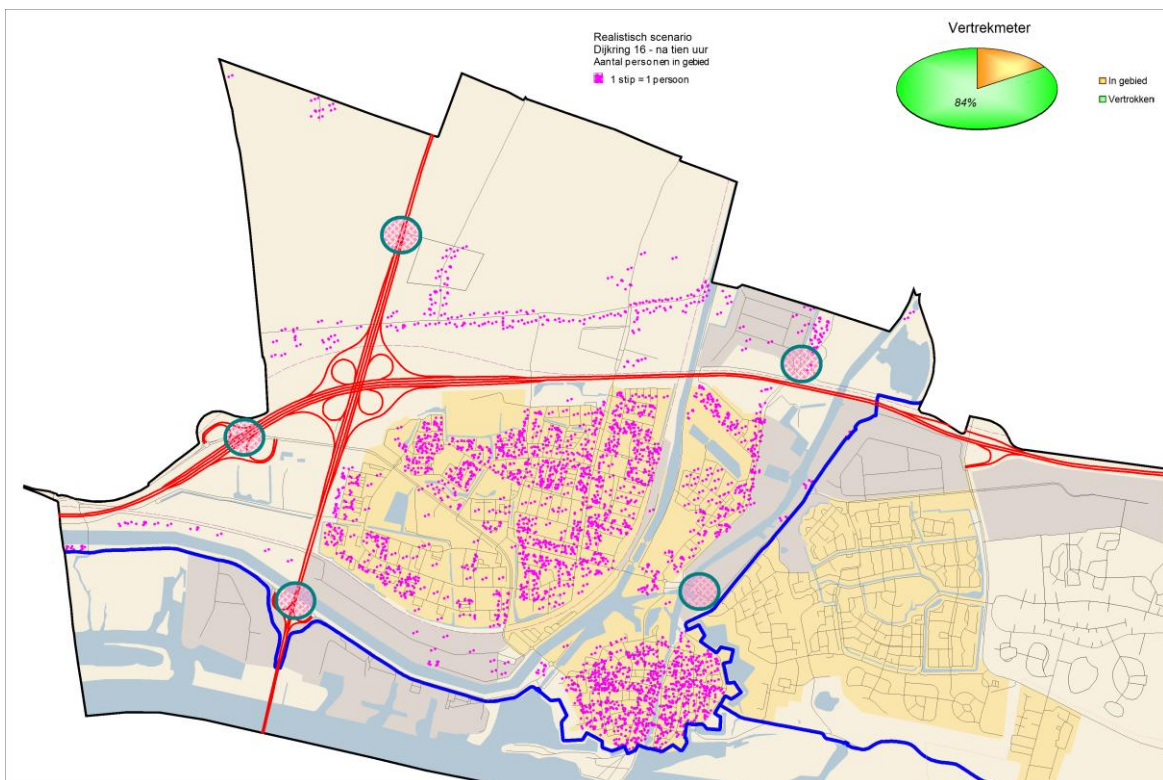 Realistisch scenario
Dijkring 16 - na tien uur
Aantal personen in gebied
1 stip = 1 persoon
Vertrekmeter
84%
In gebied
Vertrokken